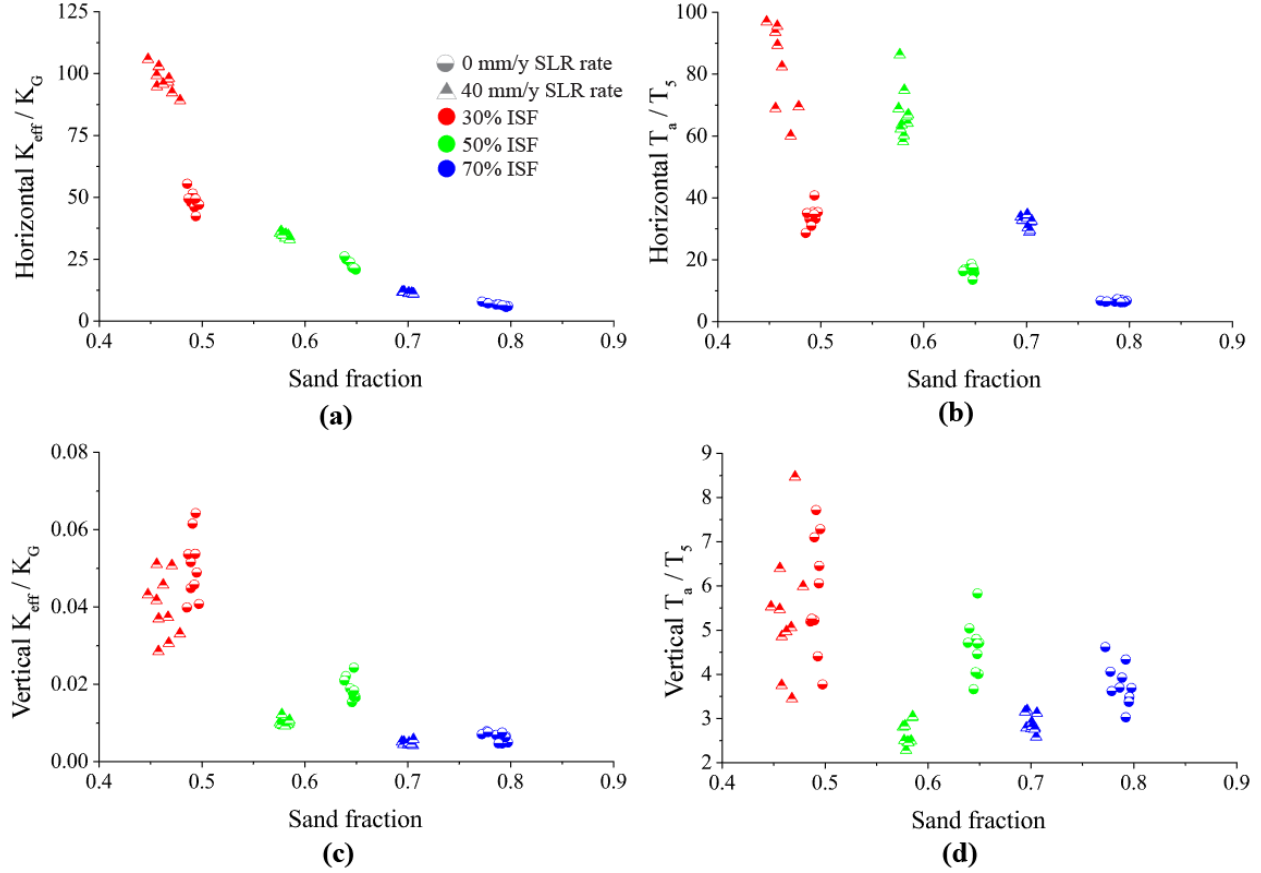 125
100
75
50
25
0
Horizontal K_eff / K_G
0.4 0.5 0.6 0.7 0.8 0.9
Sand fraction
(a)
0 mm/y SLR rate
40 mm/y SLR rate
30% ISF
50% ISF
70% ISF
100
80
60
40
20
0
Horizontal T_a / T_5
0.4 0.5 0.6 0.7 0.8 0.9
Sand fraction
(b)
0.08
0.06
0.04
0.02
0.00
Vertical K_eff / K_G
0.4 0.5 0.6 0.7 0.8 0.9
Sand fraction
(c)
9
8
7
6
5
4
3
2
Vertical T_a / T_5
0.4 0.5 0.6 0.7 0.8 0.9
Sand fraction
(d)